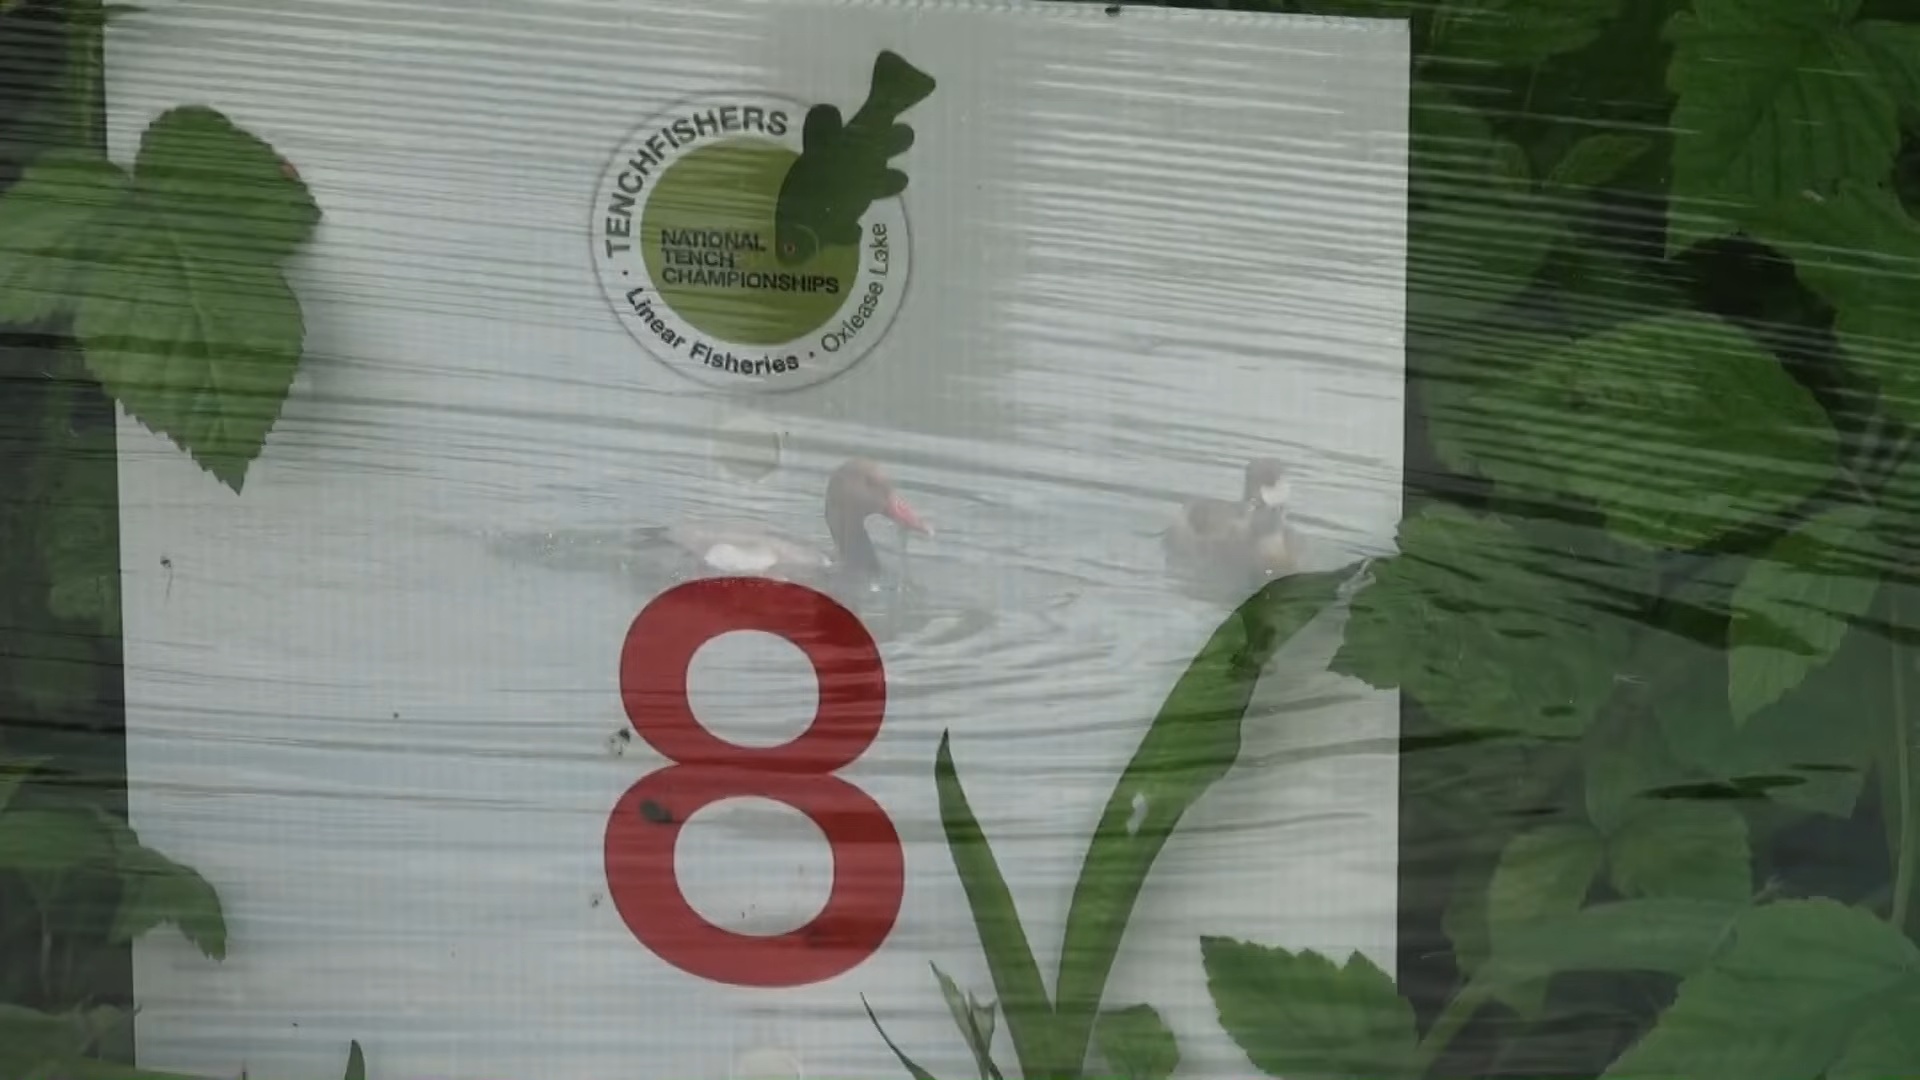 · TENCHFISHERS
NATIONAL
TENCH
CHAMPIONSHIPS
Linear Fisheries · Oxlease Lake
8